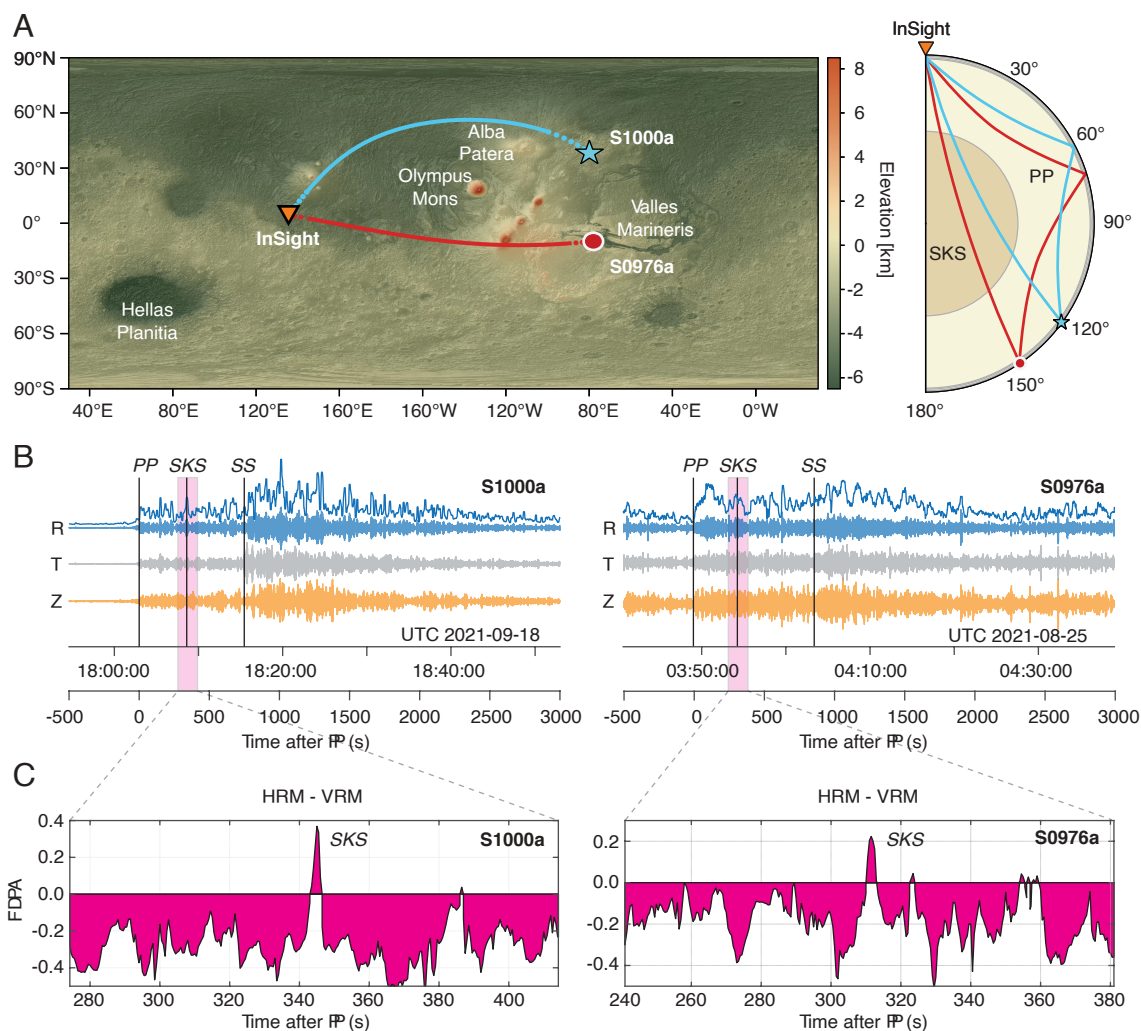 A
InSight
90°N
60°N
30°N
0°
30°S
60°S
90°S
40°E
80°E
120°E
160°E
160°W
120°W
80°W
40°E
0°W
Alba
Patera
S1000a
Olympus
Mons
Valles
Marineris
InSight
S0976a
Hellas
Planitia
8
6
4
2
0
-2
-4
-6
Elevation [km]
30°
60°
PP
90°
SKS
120°
150°
180°
B
PP SKS SS
S1000a
R
T
Z
UTC 2021-09-18
18:00:00 18:20:00 18:40:00
-500 0 500 1000 1500 2000 2500 3000
Time after PP (s)
PP SKS SS
S0976a
UTC 2021-08-25
03:50:00 04:10:00 04:30:00
-500 0 500 1000 1500 2000 2500 3000
Time after PP (s)
C
HRM - VRM
SKS S1000a
0.4
0.2
0.0
-0.2
-0.4
FDPA
280 300 320 340 360 380 400
Time after PP (s)
HRM - VRM
SKS S0976a
0.2
0.0
-0.2
-0.4
240 260 280 300 320 340 360 380
Time after PP (s)